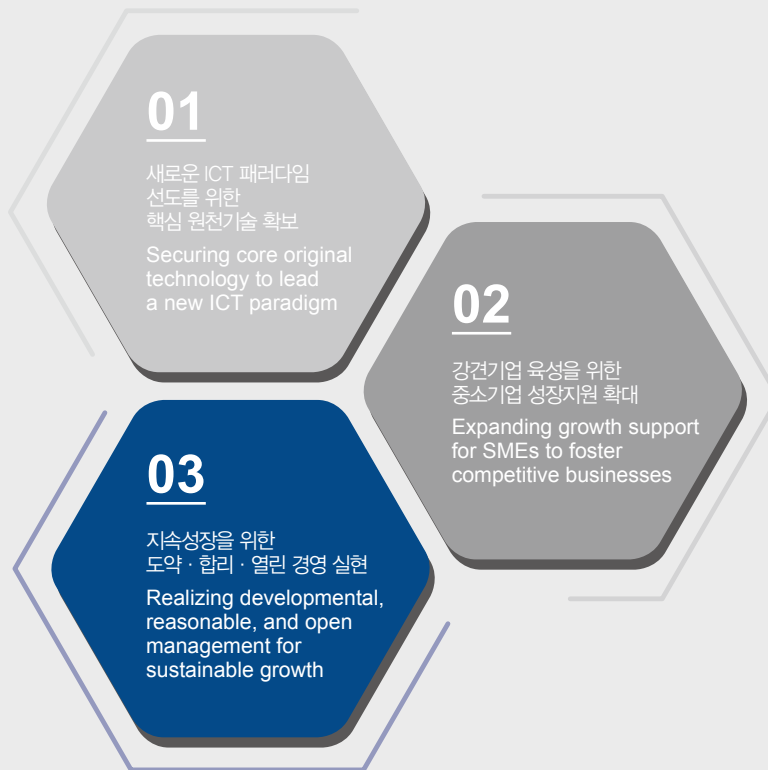 01
새로운 ICT 패러다임
선도를 위한
핵심 원천기술 확보
Securing core original
technology to lead
a new ICT paradigm
02
강견기업 육성을 위한
중소기업 성장지원 확대
Expanding growth support
for SMEs to foster
competitive businesses
03
지속성장을 위한
도약 · 합리 · 열린 경영 실현
Realizing developmental,
reasonable, and open
management for
sustainable growth